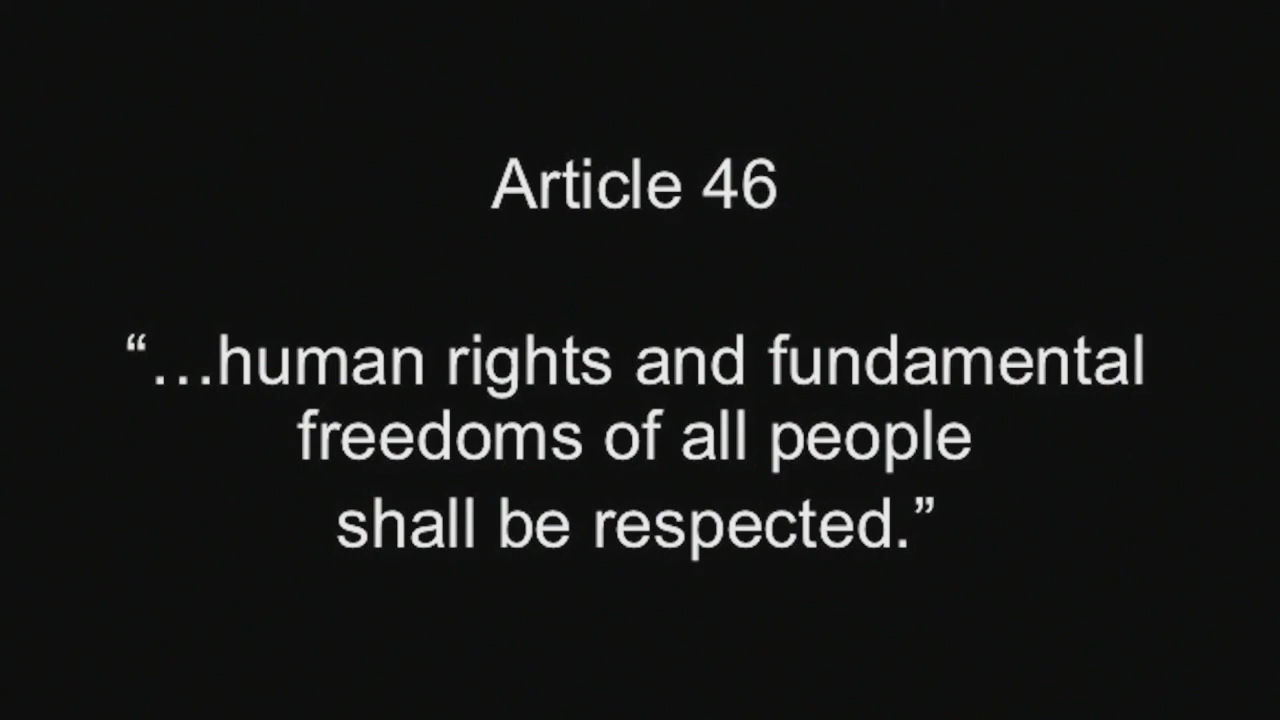 Article 46
“…human rights and fundamental
freedoms of all people
shall be respected.”